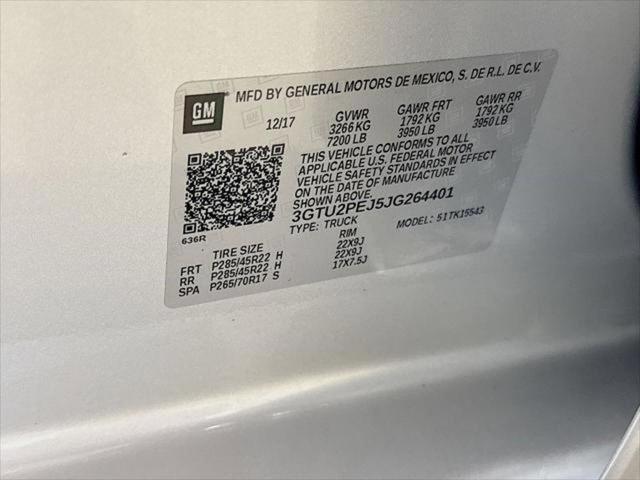 GM
MFD BY GENERAL MOTORS DE MEXICO, S. DE R.L. DE C.V.
12/17 GVWR GAWR FRT GAWR RR
3266 KG 1792 KG 1792 KG
7200 LB 3950 LB 3950 LB
THIS VEHICLE CONFORMS TO ALL
APPLICABLE U.S. FEDERAL MOTOR
VEHICLE SAFETY STANDARDS IN EFFECT
ON THE DATE OF MANUFACTURE
SHOWN ABOVE.
3GTU2PEJ5JG264401
TYPE: TRUCK MODEL: 51TK15543
636R
TIRE SIZE RIM
FRT P285/45R22 H 22X9J
RR P285/45R22 H 22X9J
SPA P265/70R17 S 17X7.5J